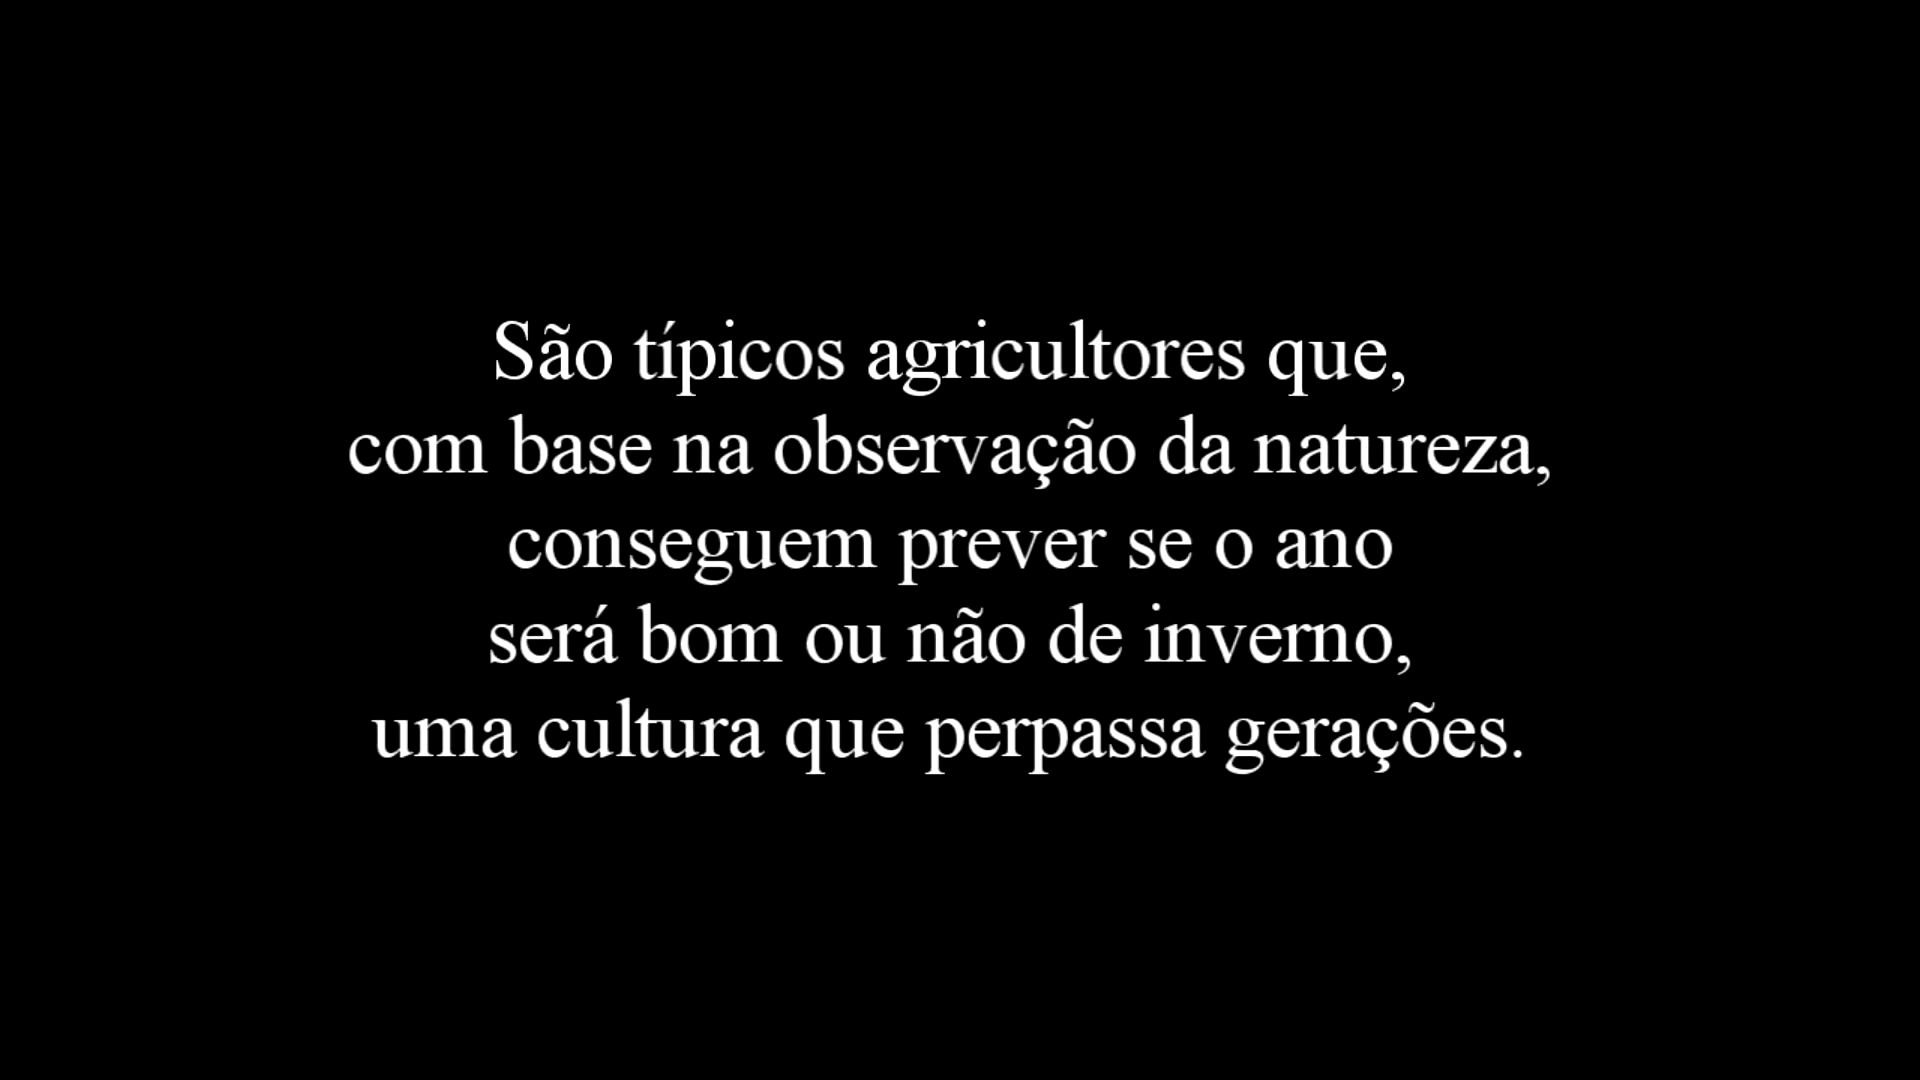 São típicos agricultores que,
com base na observação da natureza,
conseguem prever se o ano
será bom ou não de inverno,
uma cultura que perpassa gerações.